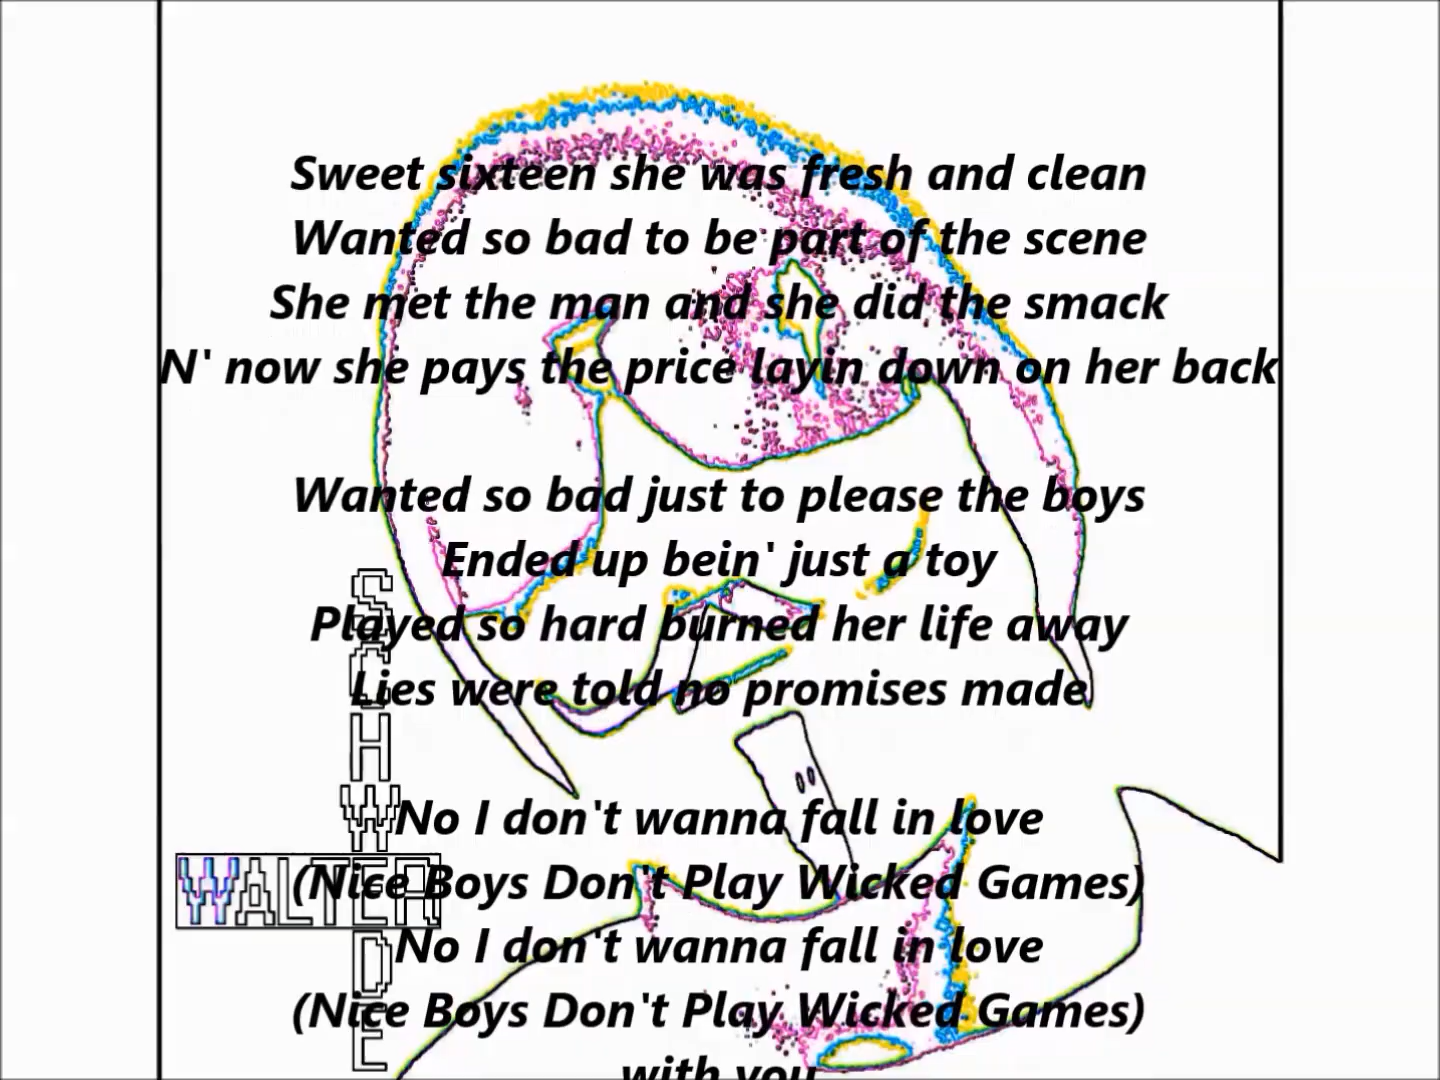 Sweet sixteen she was fresh and clean
Wanted so bad to be part of the scene
She met the man and she did the smack
N' now she pays the price layin down on her back
Wanted so bad just to please the boys
Ended up bein' just a toy
Played so hard burned her life away
Lies were told no promises made
No I don't wanna fall in love
(Nice Boys Don't Play Wicked Games)
No I don't wanna fall in love
(Nice Boys Don't Play Wicked Games)
with you
WALTER
SCHWEDE